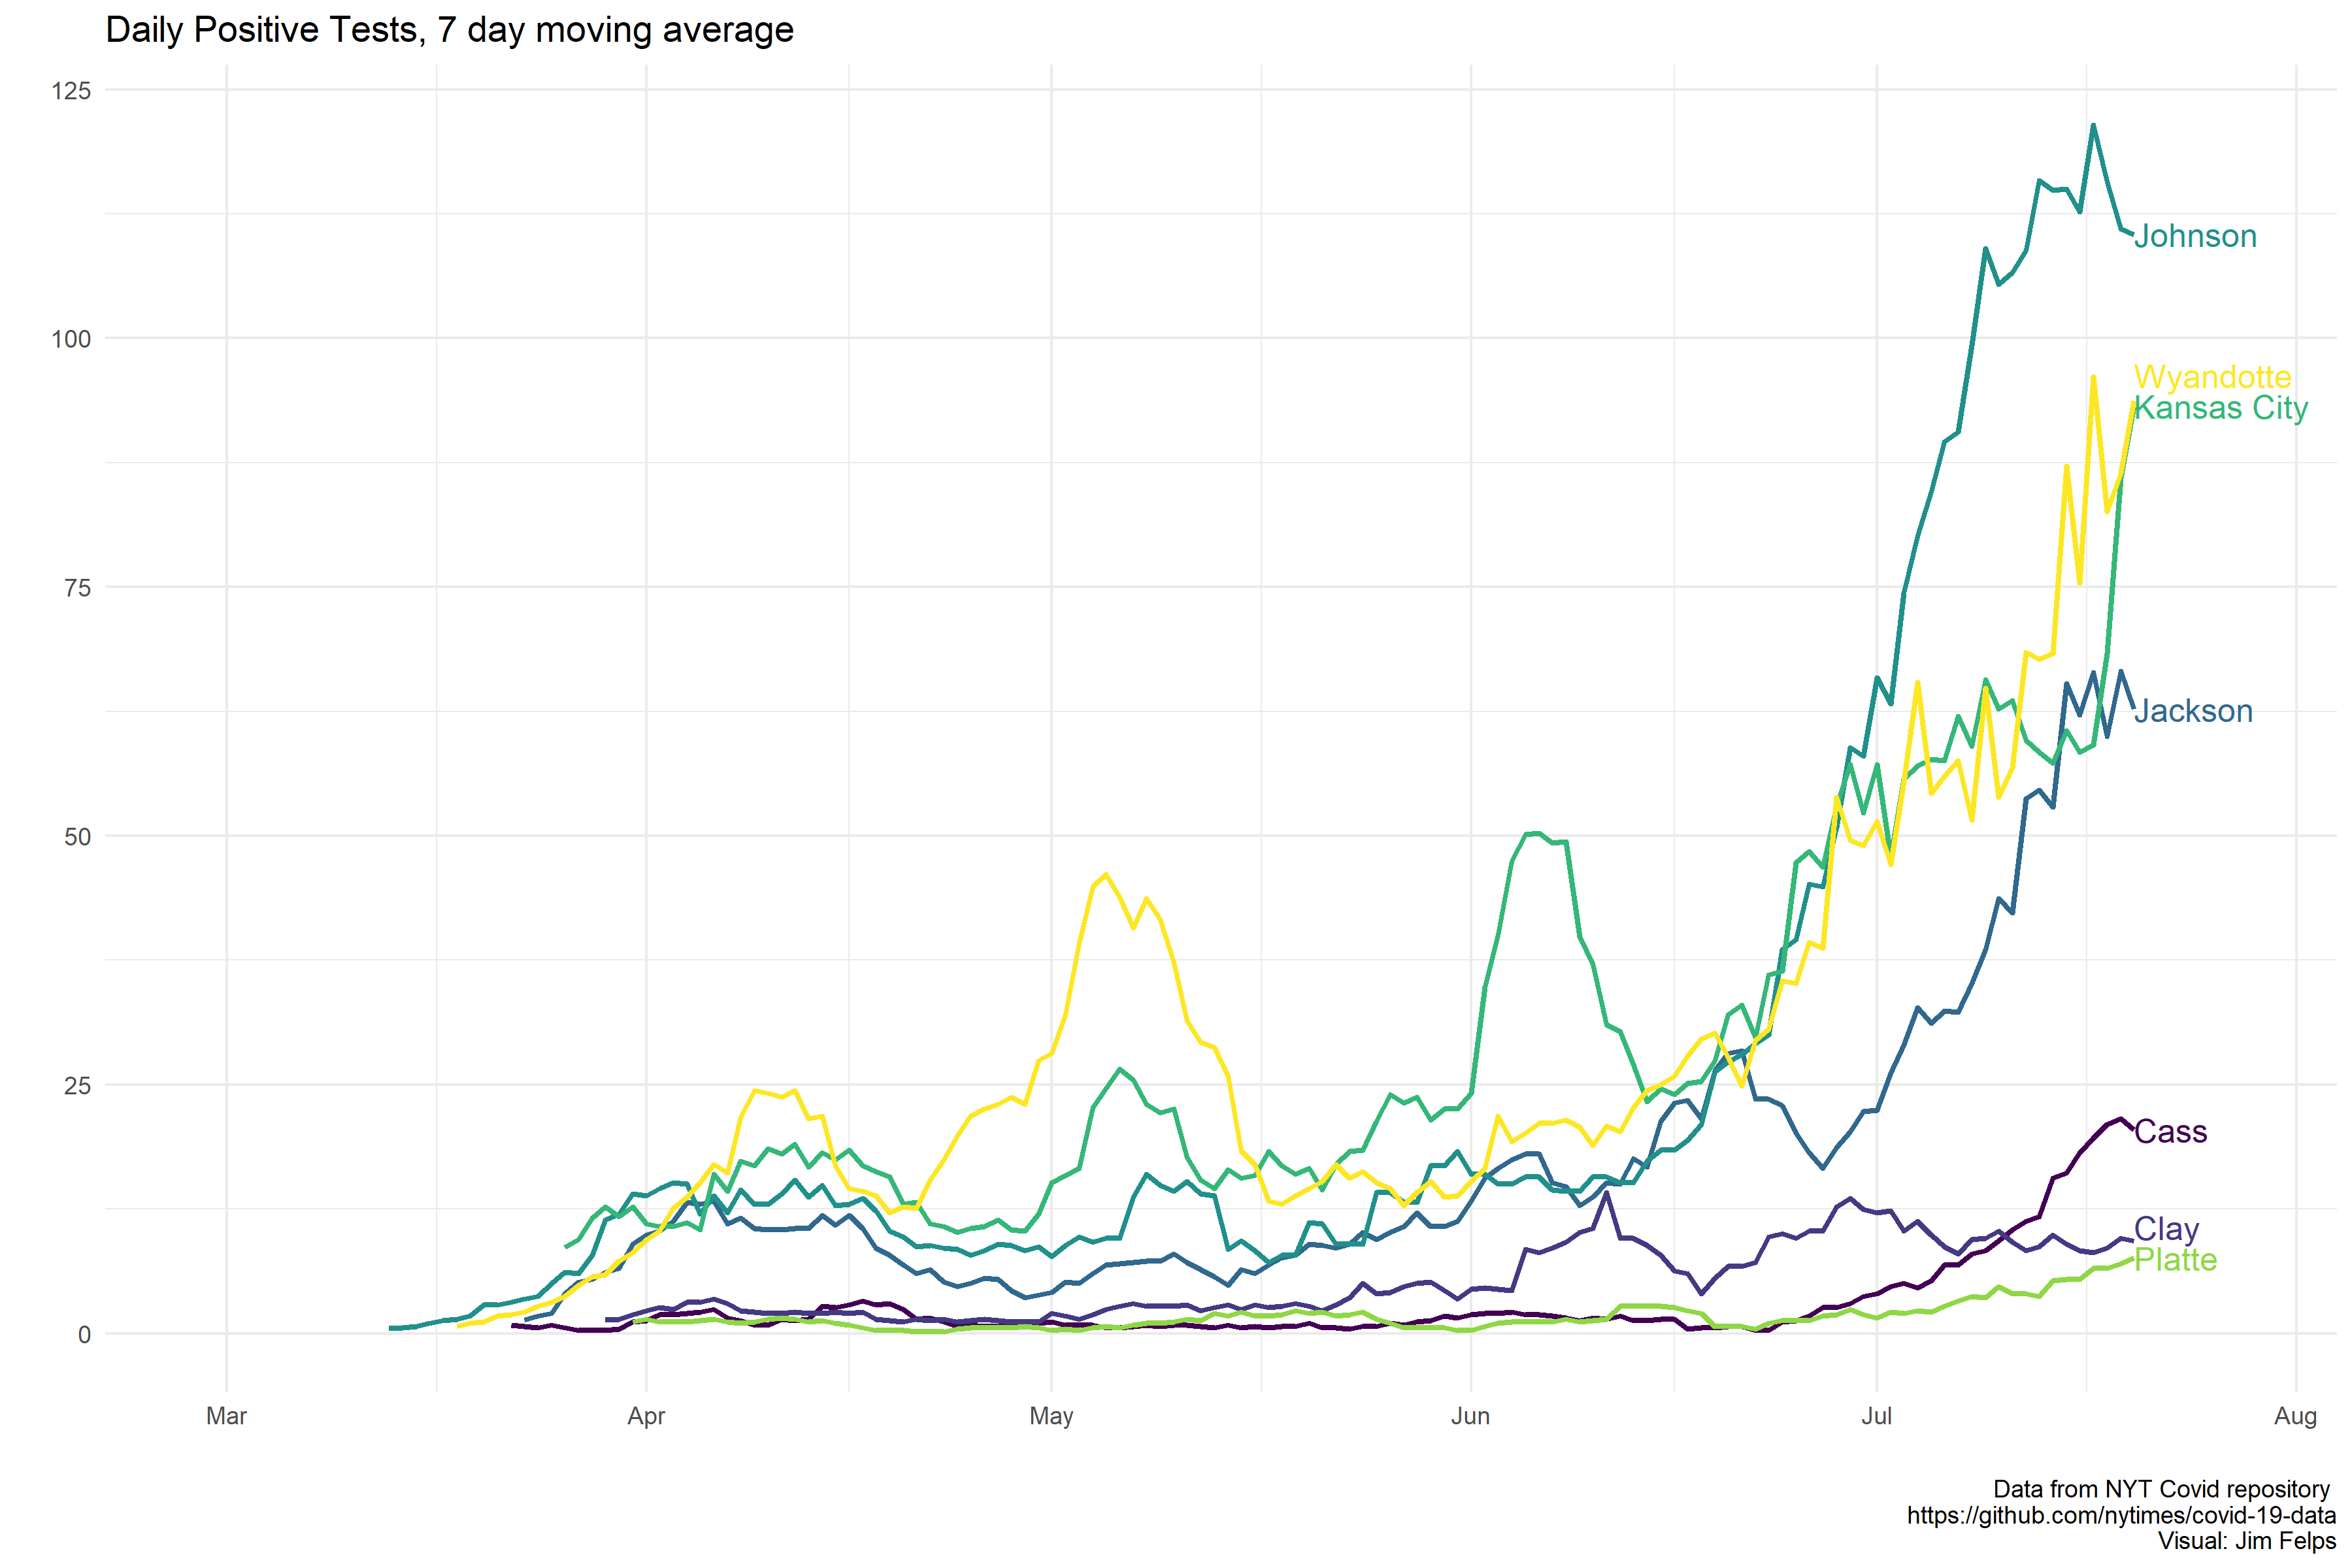 Daily Positive Tests, 7 day moving average
125
100
75
50
25
0
Johnson
Wyandotte
Kansas City
Jackson
Cass
Clay
Platte
Mar Apr May Jun Jul Aug
Data from NYT Covid repository
https://github.com/nytimes/covid-19-data
Visual: Jim Felps